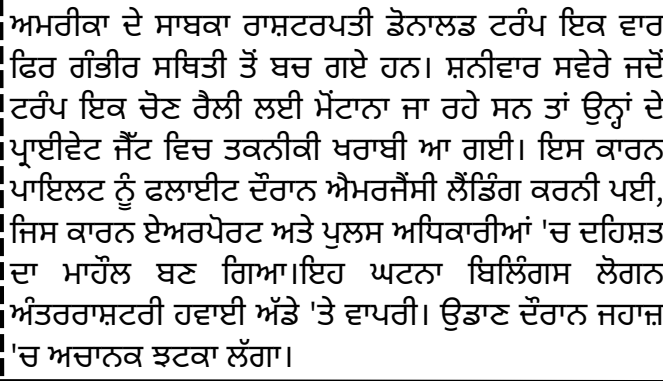 ਅਮਰੀਕਾ ਦੇ ਸਾਬਕਾ ਰਾਸ਼ਟਰਪਤੀ ਡੋਨਾਲਡ ਟਰੰਪ ਇਕ ਵਾਰ
ਫਿਰ ਗੰਭੀਰ ਸਥਿਤੀ ਤੋਂ ਬਚ ਗਏ ਹਨ। ਸ਼ਨੀਵਾਰ ਸਵੇਰੇ ਜਦੋਂ
ਟਰੰਪ ਇਕ ਚੋਣ ਰੈਲੀ ਲਈ ਮੋਂਟਾਨਾ ਜਾ ਰਹੇ ਸਨ ਤਾਂ ਉਨ੍ਹਾਂ ਦੇ
ਪ੍ਰਾਈਵੇਟ ਜੈੱਟ ਵਿਚ ਤਕਨੀਕੀ ਖਰਾਬੀ ਆ ਗਈ। ਇਸ ਕਾਰਨ
ਪਾਇਲਟ ਨੂੰ ਫਲਾਈਟ ਦੌਰਾਨ ਐਮਰਜੈਂਸੀ ਲੈਂਡਿੰਗ ਕਰਨੀ ਪਈ,
ਜਿਸ ਕਾਰਨ ਏਅਰਪੋਰਟ ਅਤੇ ਪੁਲਸ ਅਧਿਕਾਰੀਆਂ 'ਚ ਦਹਿਸ਼ਤ
ਦਾ ਮਾਹੌਲ ਬਣ ਗਿਆ।ਇਹ ਘਟਨਾ ਬਿਲਿੰਗਸ ਲੋਗਨ
ਅੰਤਰਰਾਸ਼ਟਰੀ ਹਵਾਈ ਅੱਡੇ 'ਤੇ ਵਾਪਰੀ। ਉਡਾਣ ਦੌਰਾਨ ਜਹਾਜ਼
'ਚ ਅਚਾਨਕ ਝਟਕਾ ਲੱਗਾ।